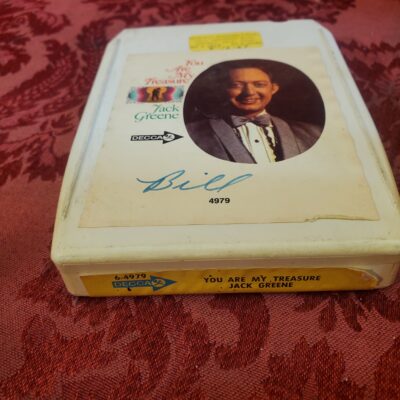 You
Are
My
Treasure
Jack
Greene
DECCA
Bill
4979
6-4979
DECCA
YOU ARE MY TREASURE
JACK GREENE